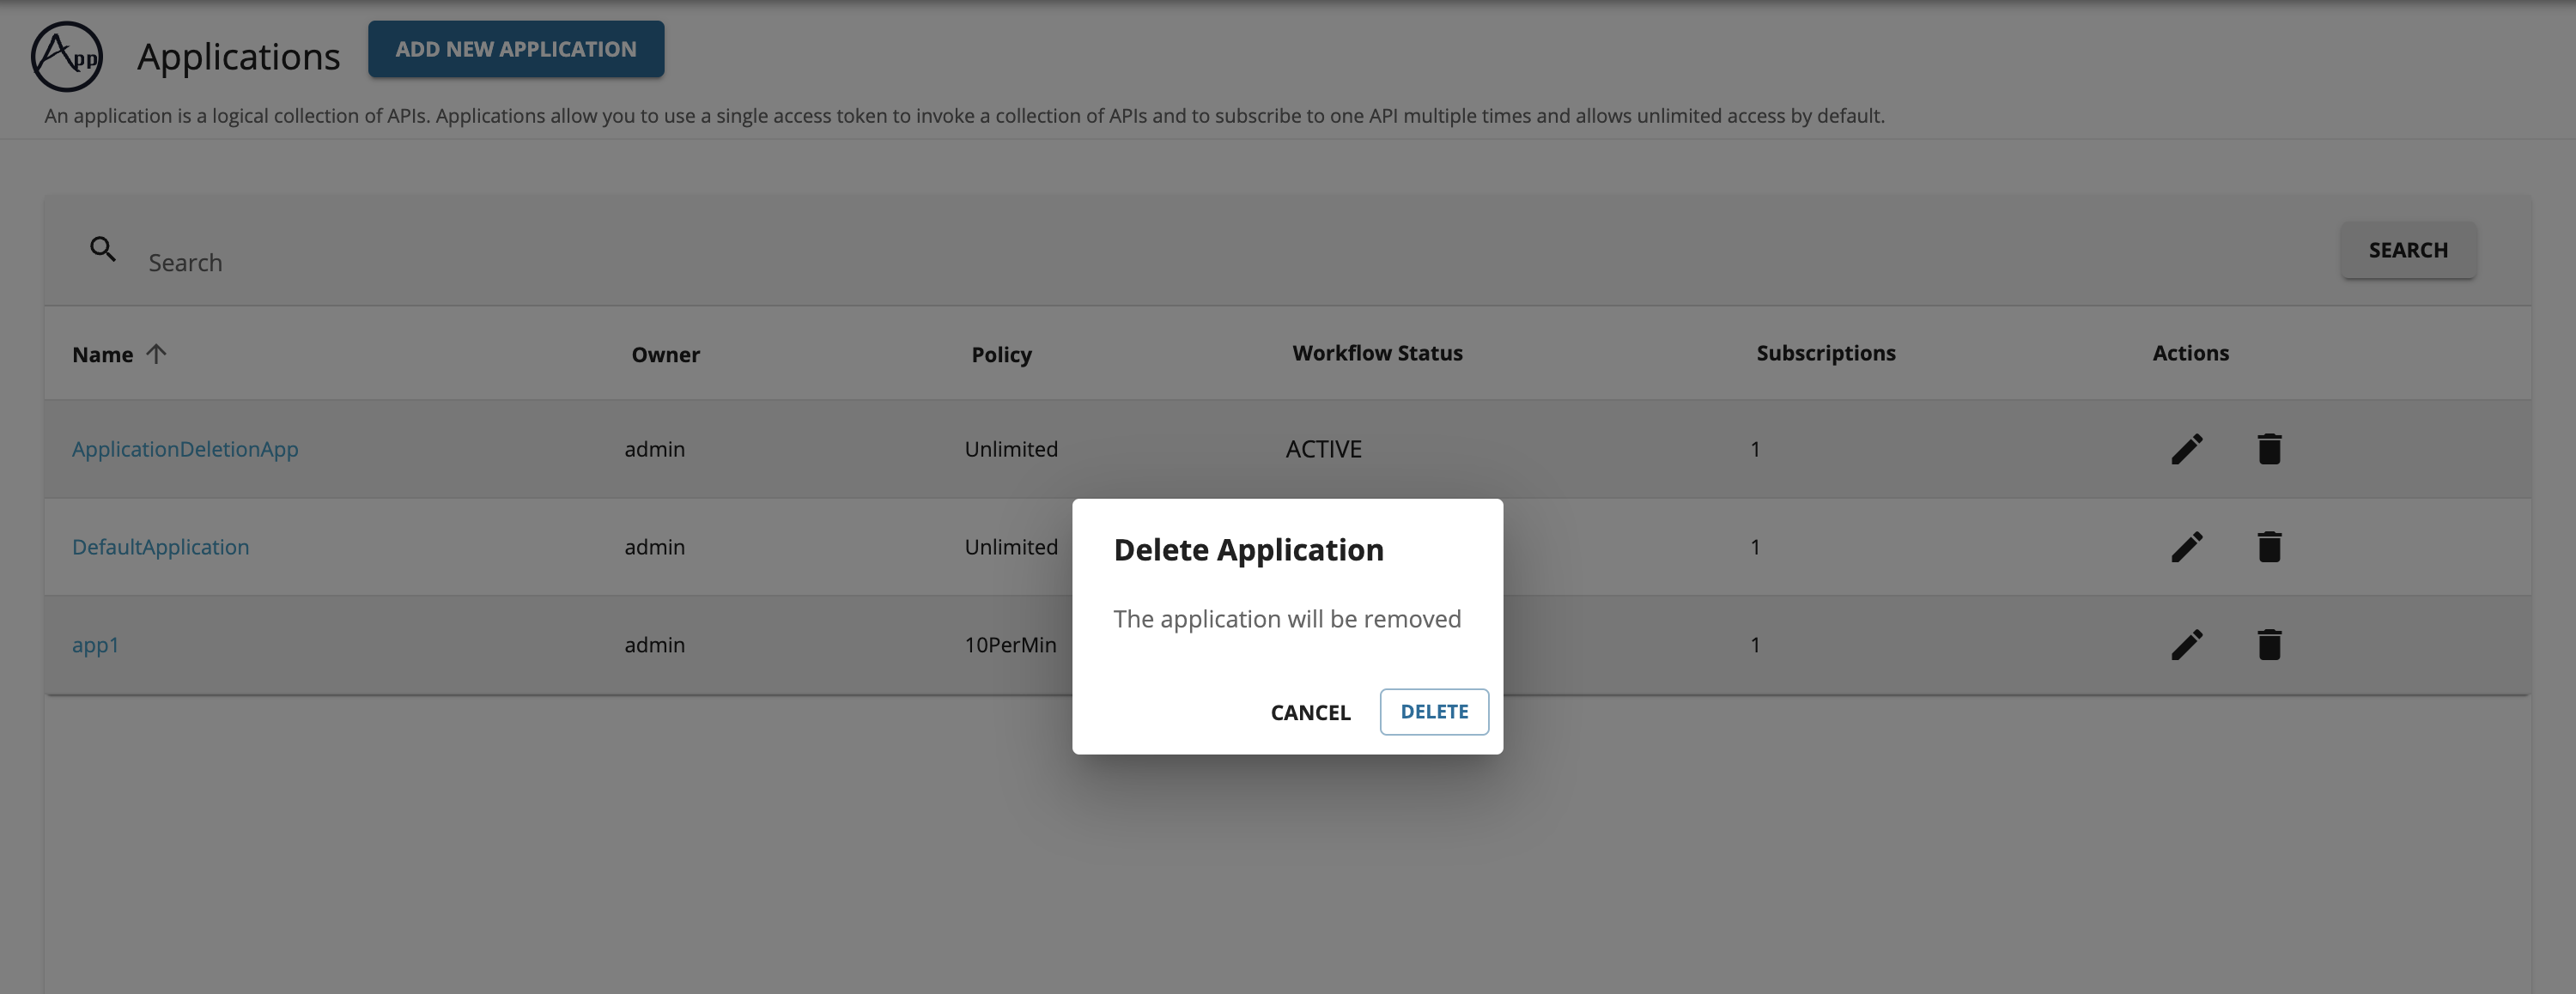 App
Applications
ADD NEW APPLICATION
An application is a logical collection of APIs. Applications allow you to use a single access token to invoke a collection of APIs and to subscribe to one API multiple times and allows unlimited access by default.
Search
SEARCH
Name Owner Policy Workflow Status Subscriptions Actions
ApplicationDeletionApp admin Unlimited ACTIVE 1
DefaultApplication admin Unlimited 1
app1 admin 10PerMin 1
Delete Application
The application will be removed
CANCEL DELETE